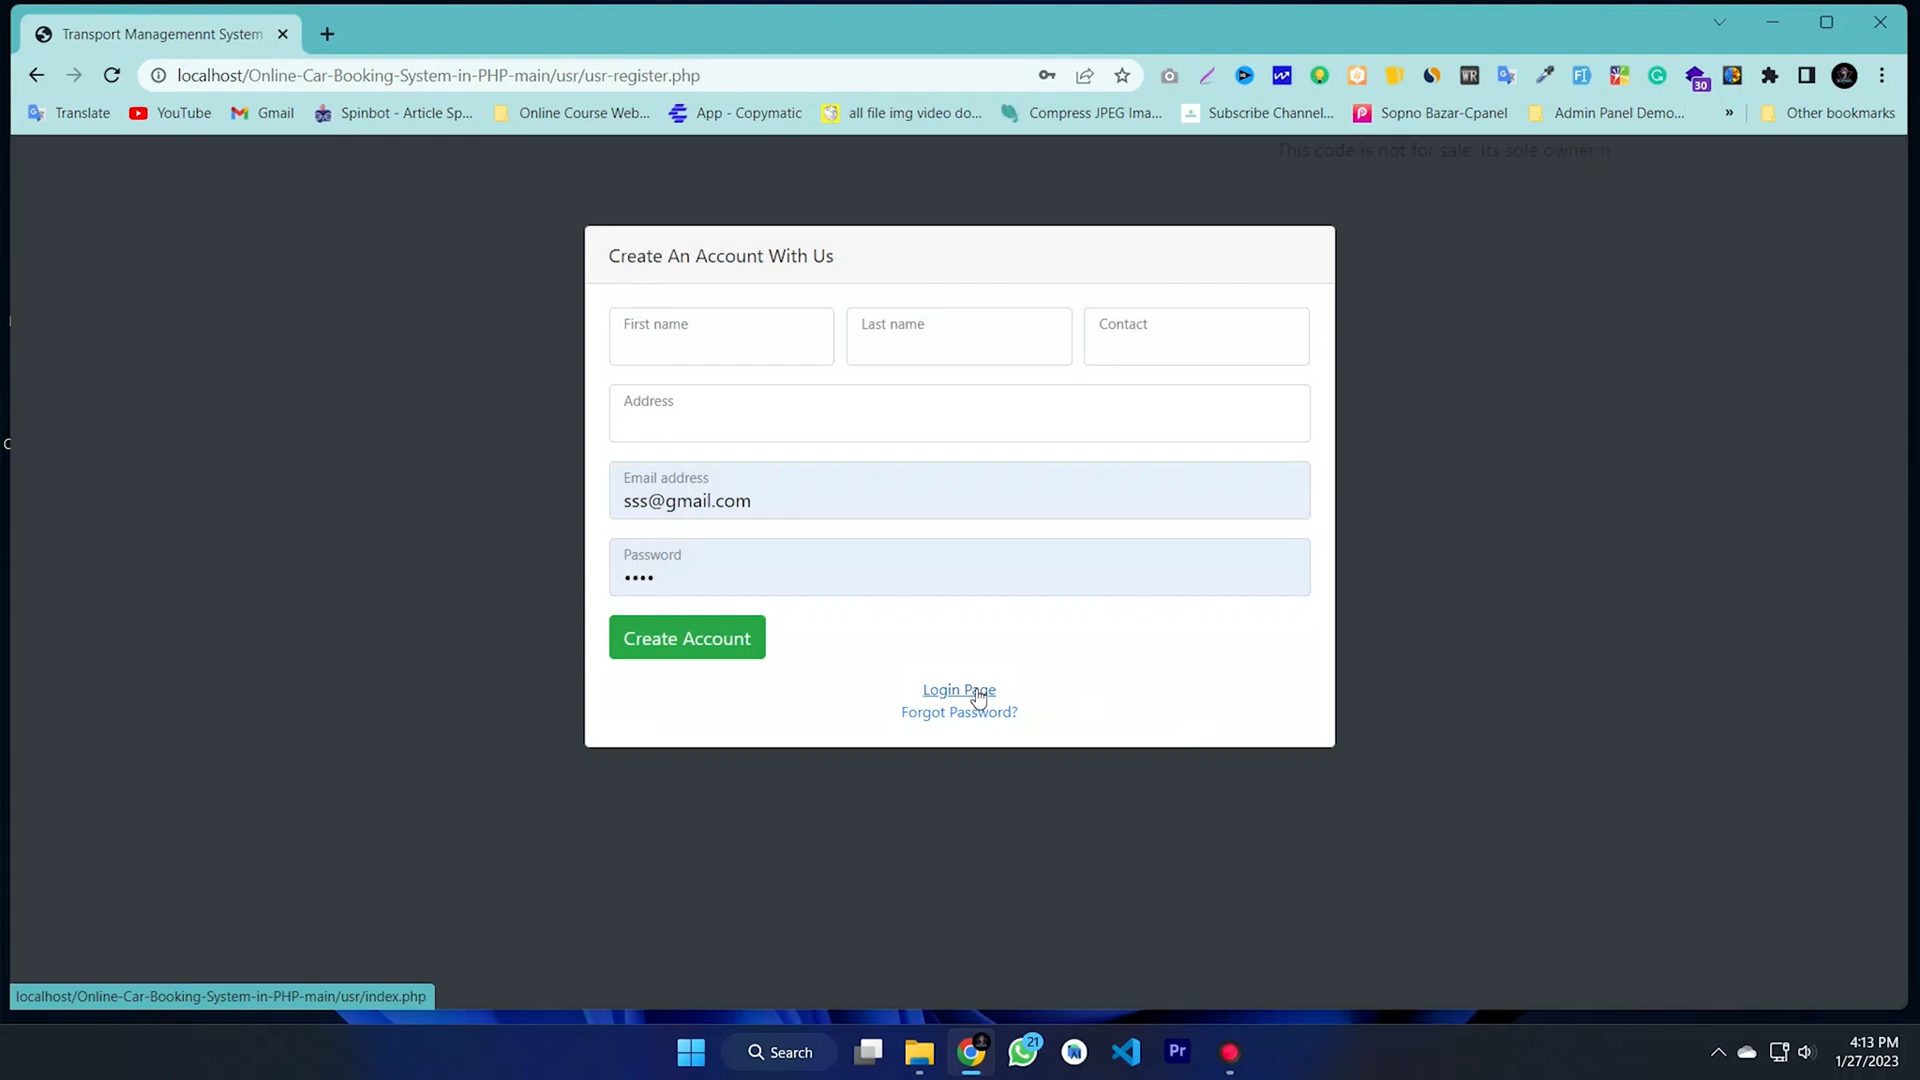 Transport Managemennt System
localhost/Online-Car-Booking-System-in-PHP-main/usr/usr-register.php
WR
FI
30
Translate
YouTube
Gmail
Spinbot - Article Sp...
Online Course Web...
App - Copymatic
all file img video do...
Compress JPEG Ima...
Subscribe Channel...
Sopno Bazar-Cpanel
Admin Panel Demo...
»
Other bookmarks
This code is not for sale. Its sole owner is
Create An Account With Us
First name
Last name
Contact
Address
Email address
sss@gmail.com
Password
••••
Create Account
Login Page
Forgot Password?
localhost/Online-Car-Booking-System-in-PHP-main/usr/index.php
Search
21
Pr
4:13 PM
1/27/2023